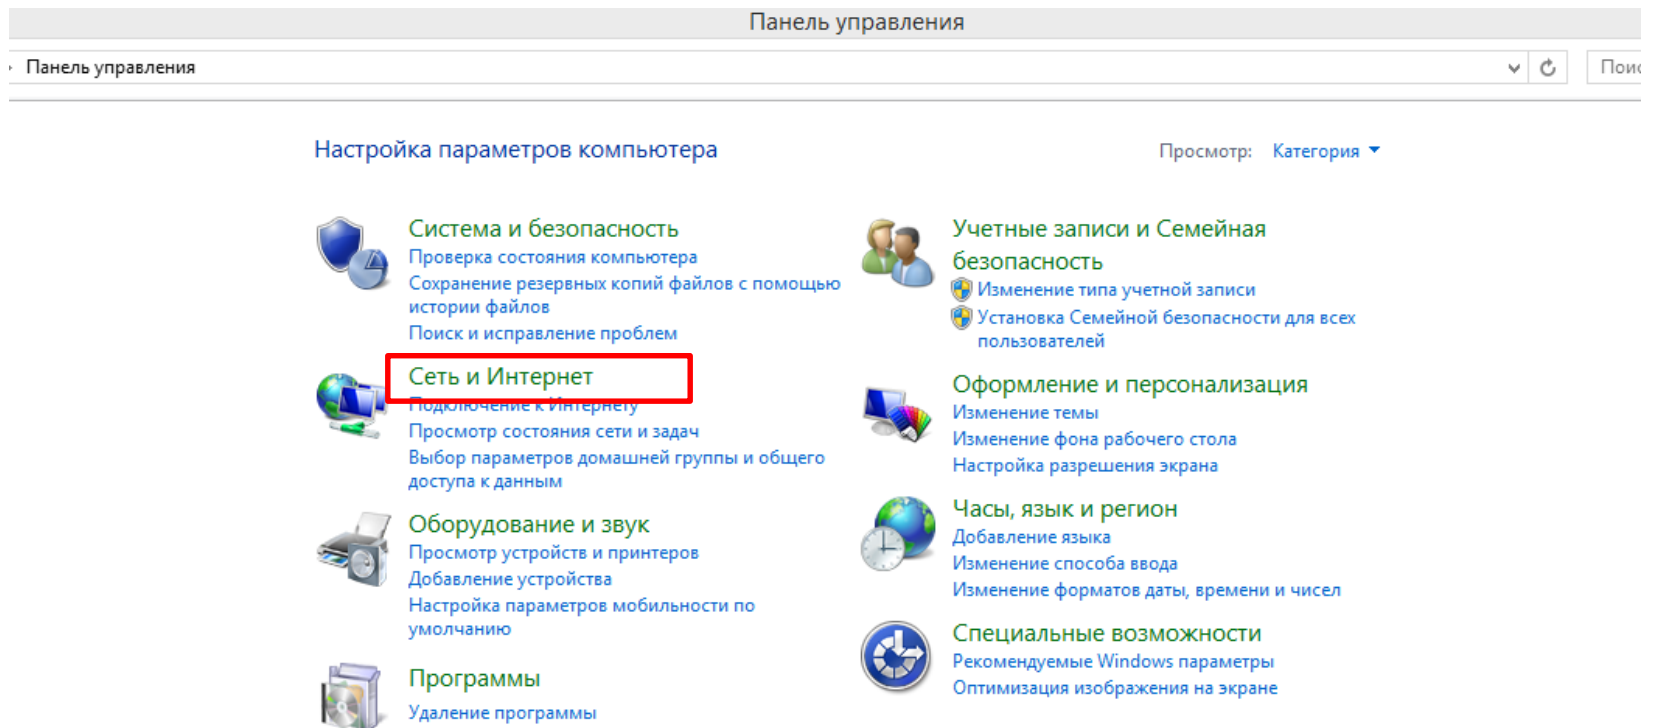 Панель управления
Панель управления
Настройка параметров компьютера
Просмотр: Категория
Система и безопасность
Проверка состояния компьютера
Сохранение резервных копий файлов с помощью
истории файлов
Поиск и исправление проблем
Сеть и Интернет
Подключение к Интернету
Просмотр состояния сети и задач
Выбор параметров домашней группы и общего
доступа к данным
Оборудование и звук
Просмотр устройств и принтеров
Добавление устройства
Настройка параметров мобильности по
умолчанию
Программы
Удаление программы
Учетные записи и Семейная
безопасность
Изменение типа учетной записи
Установка Семейной безопасности для всех
пользователей
Оформление и персонализация
Изменение темы
Изменение фона рабочего стола
Настройка разрешения экрана
Часы, язык и регион
Добавление языка
Изменение способа ввода
Изменение форматов даты, времени и чисел
Специальные возможности
Рекомендуемые Windows параметры
Оптимизация изображения на экране